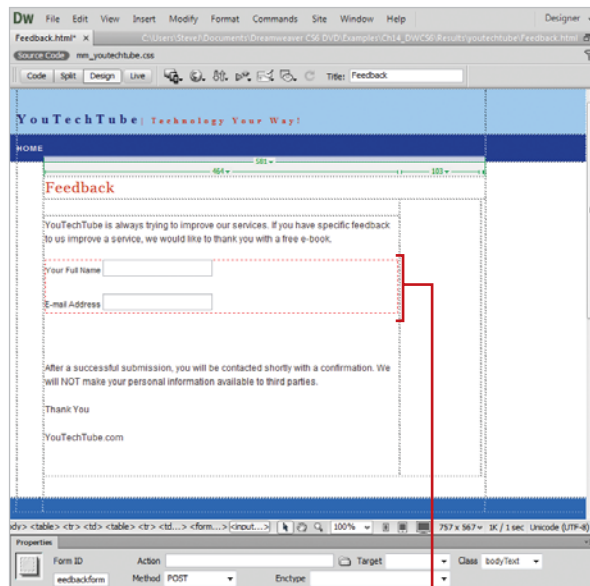 DW File Edit View Insert Modify Format Commands Site Window Help Designer
Feedback.html* × C:\Users\SteveJ\Documents\Dreamweaver CS6 DVD\Examples\Ch14_DWCS6\Results\youtechtube\Feedback.html
Source Code mm_youtechtube.css
Code Split Design Live Title: Feedback
YouTechTube| Technology Your Way!
HOME
581
464 103
Feedback
YouTechTube is always trying to improve our services. If you have specific feedback
to us improve a service, we would like to thank you with a free e-book.
Your Full Name
E-mail Address
After a successful submission, you will be contacted shortly with a confirmation. We
will NOT make your personal information available to third parties.
Thank You
YouTechTube.com
dy> <table> <tr> <td> <table> <tr> <td...> <form...> <input...> 100% 757 x 567 1K / 1 sec Unicode (UTF-8)
Properties
Form ID Action Target Class bodyText
eedbackform Method POST Enctype